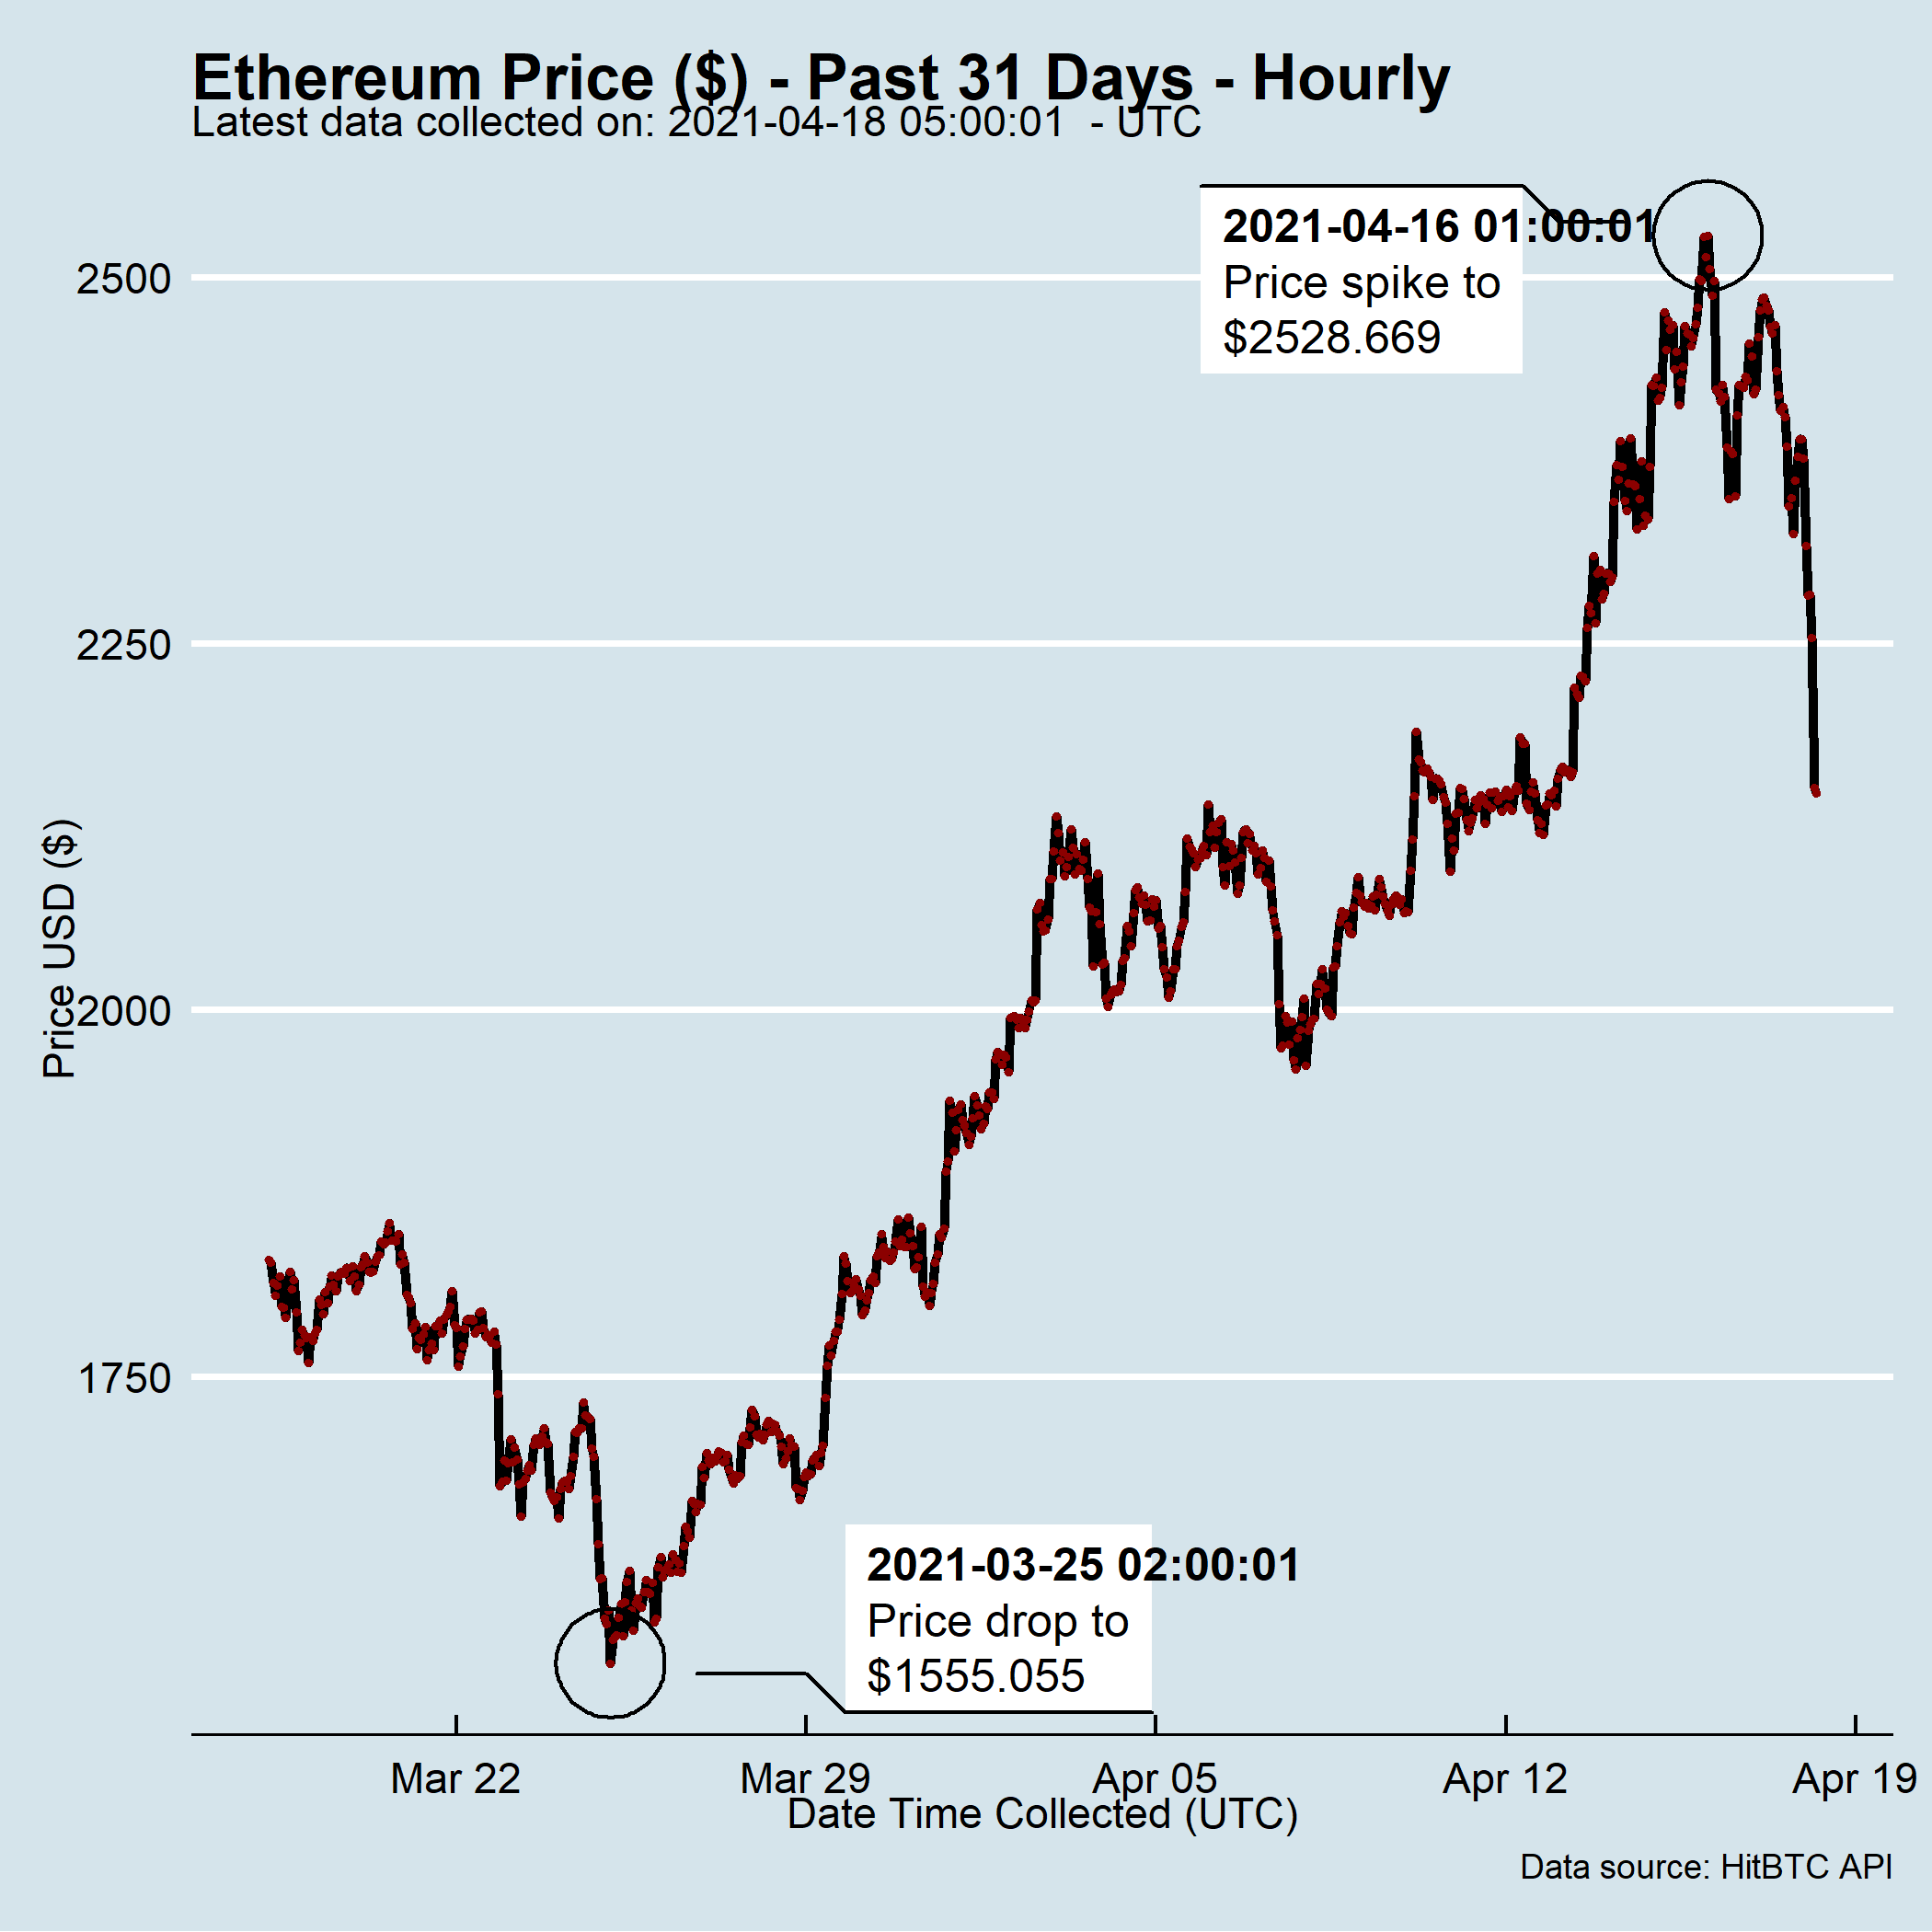 Ethereum Price ($) - Past 31 Days - Hourly
Latest data collected on: 2021-04-18 05:00:01  - UTC
2021-04-16 01:00:01
Price spike to
$2528.669
2500
2250
2000
1750
Price USD ($)
2021-03-25 02:00:01
Price drop to
$1555.055
Mar 22
Mar 29
Apr 05
Apr 12
Apr 19
Date Time Collected (UTC)
Data source: HitBTC API